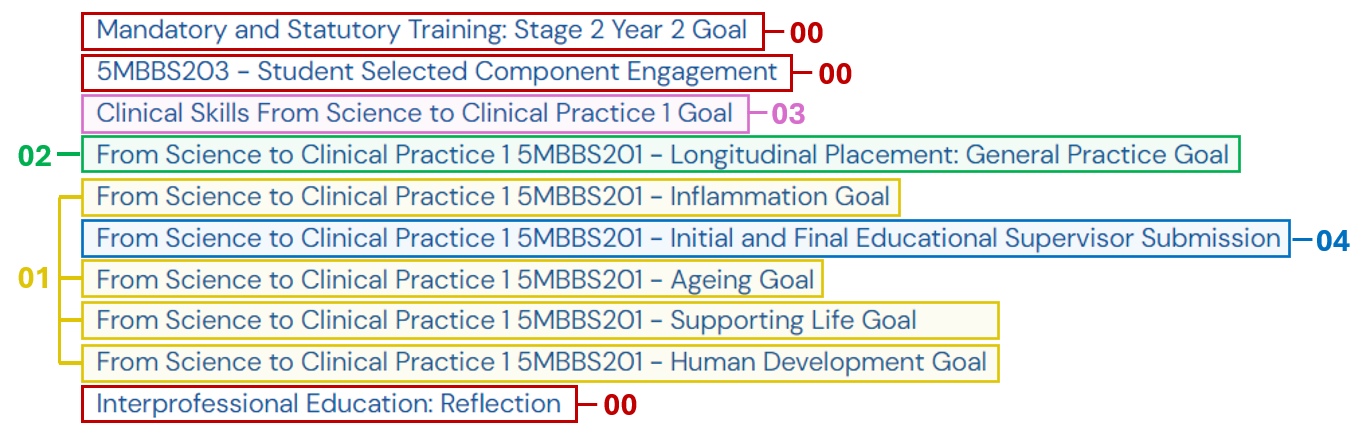 Mandatory and Statutory Training: Stage 2 Year 2 Goal 00
5MBBS203 - Student Selected Component Engagement 00
Clinical Skills From Science to Clinical Practice 1 Goal 03
02 From Science to Clinical Practice 1 5MBBS201 - Longitudinal Placement: General Practice Goal
From Science to Clinical Practice 1 5MBBS201 - Inflammation Goal
From Science to Clinical Practice 1 5MBBS201 - Initial and Final Educational Supervisor Submission 04
01 From Science to Clinical Practice 1 5MBBS201 - Ageing Goal
From Science to Clinical Practice 1 5MBBS201 - Supporting Life Goal
From Science to Clinical Practice 1 5MBBS201 - Human Development Goal
Interprofessional Education: Reflection 00